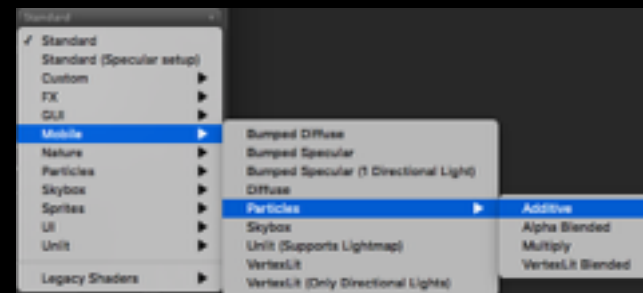 Standard
✓ Standard
Standard (Specular setup)
Custom
FX
GUI
Mobile
Nature
Particles
Skybox
Sprites
UI
Unlit
Legacy Shaders
Bumped Diffuse
Bumped Specular
Bumped Specular (1 Directional Light)
Diffuse
Particles
Skybox
Unlit (Supports Lightmap)
VertexLit
VertexLit (Only Directional Lights)
Additive
Alpha Blended
Multiply
VertexLit Blended